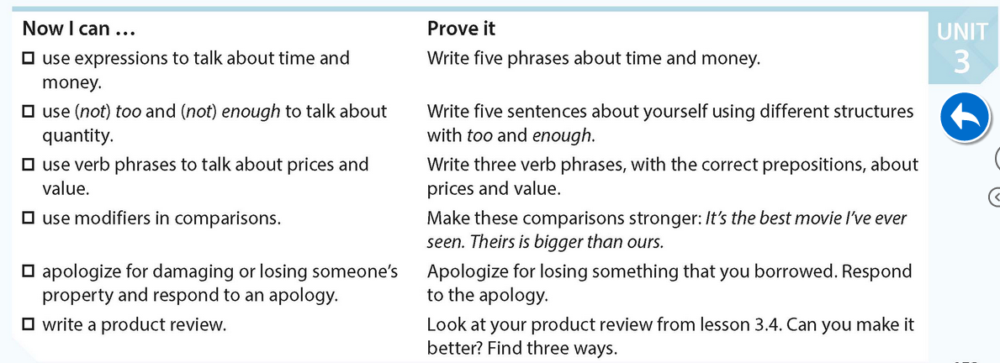 Now I can …
Prove it
UNIT
3
use expressions to talk about time and
money.
Write five phrases about time and money.
use (not) too and (not) enough to talk about
quantity.
Write five sentences about yourself using different structures
with too and enough.
use verb phrases to talk about prices and
value.
Write three verb phrases, with the correct prepositions, about
prices and value.
use modifiers in comparisons.
Make these comparisons stronger: It’s the best movie I’ve ever
seen. Theirs is bigger than ours.
apologize for damaging or losing someone’s
property and respond to an apology.
Apologize for losing something that you borrowed. Respond
to the apology.
write a product review.
Look at your product review from lesson 3.4. Can you make it
better? Find three ways.